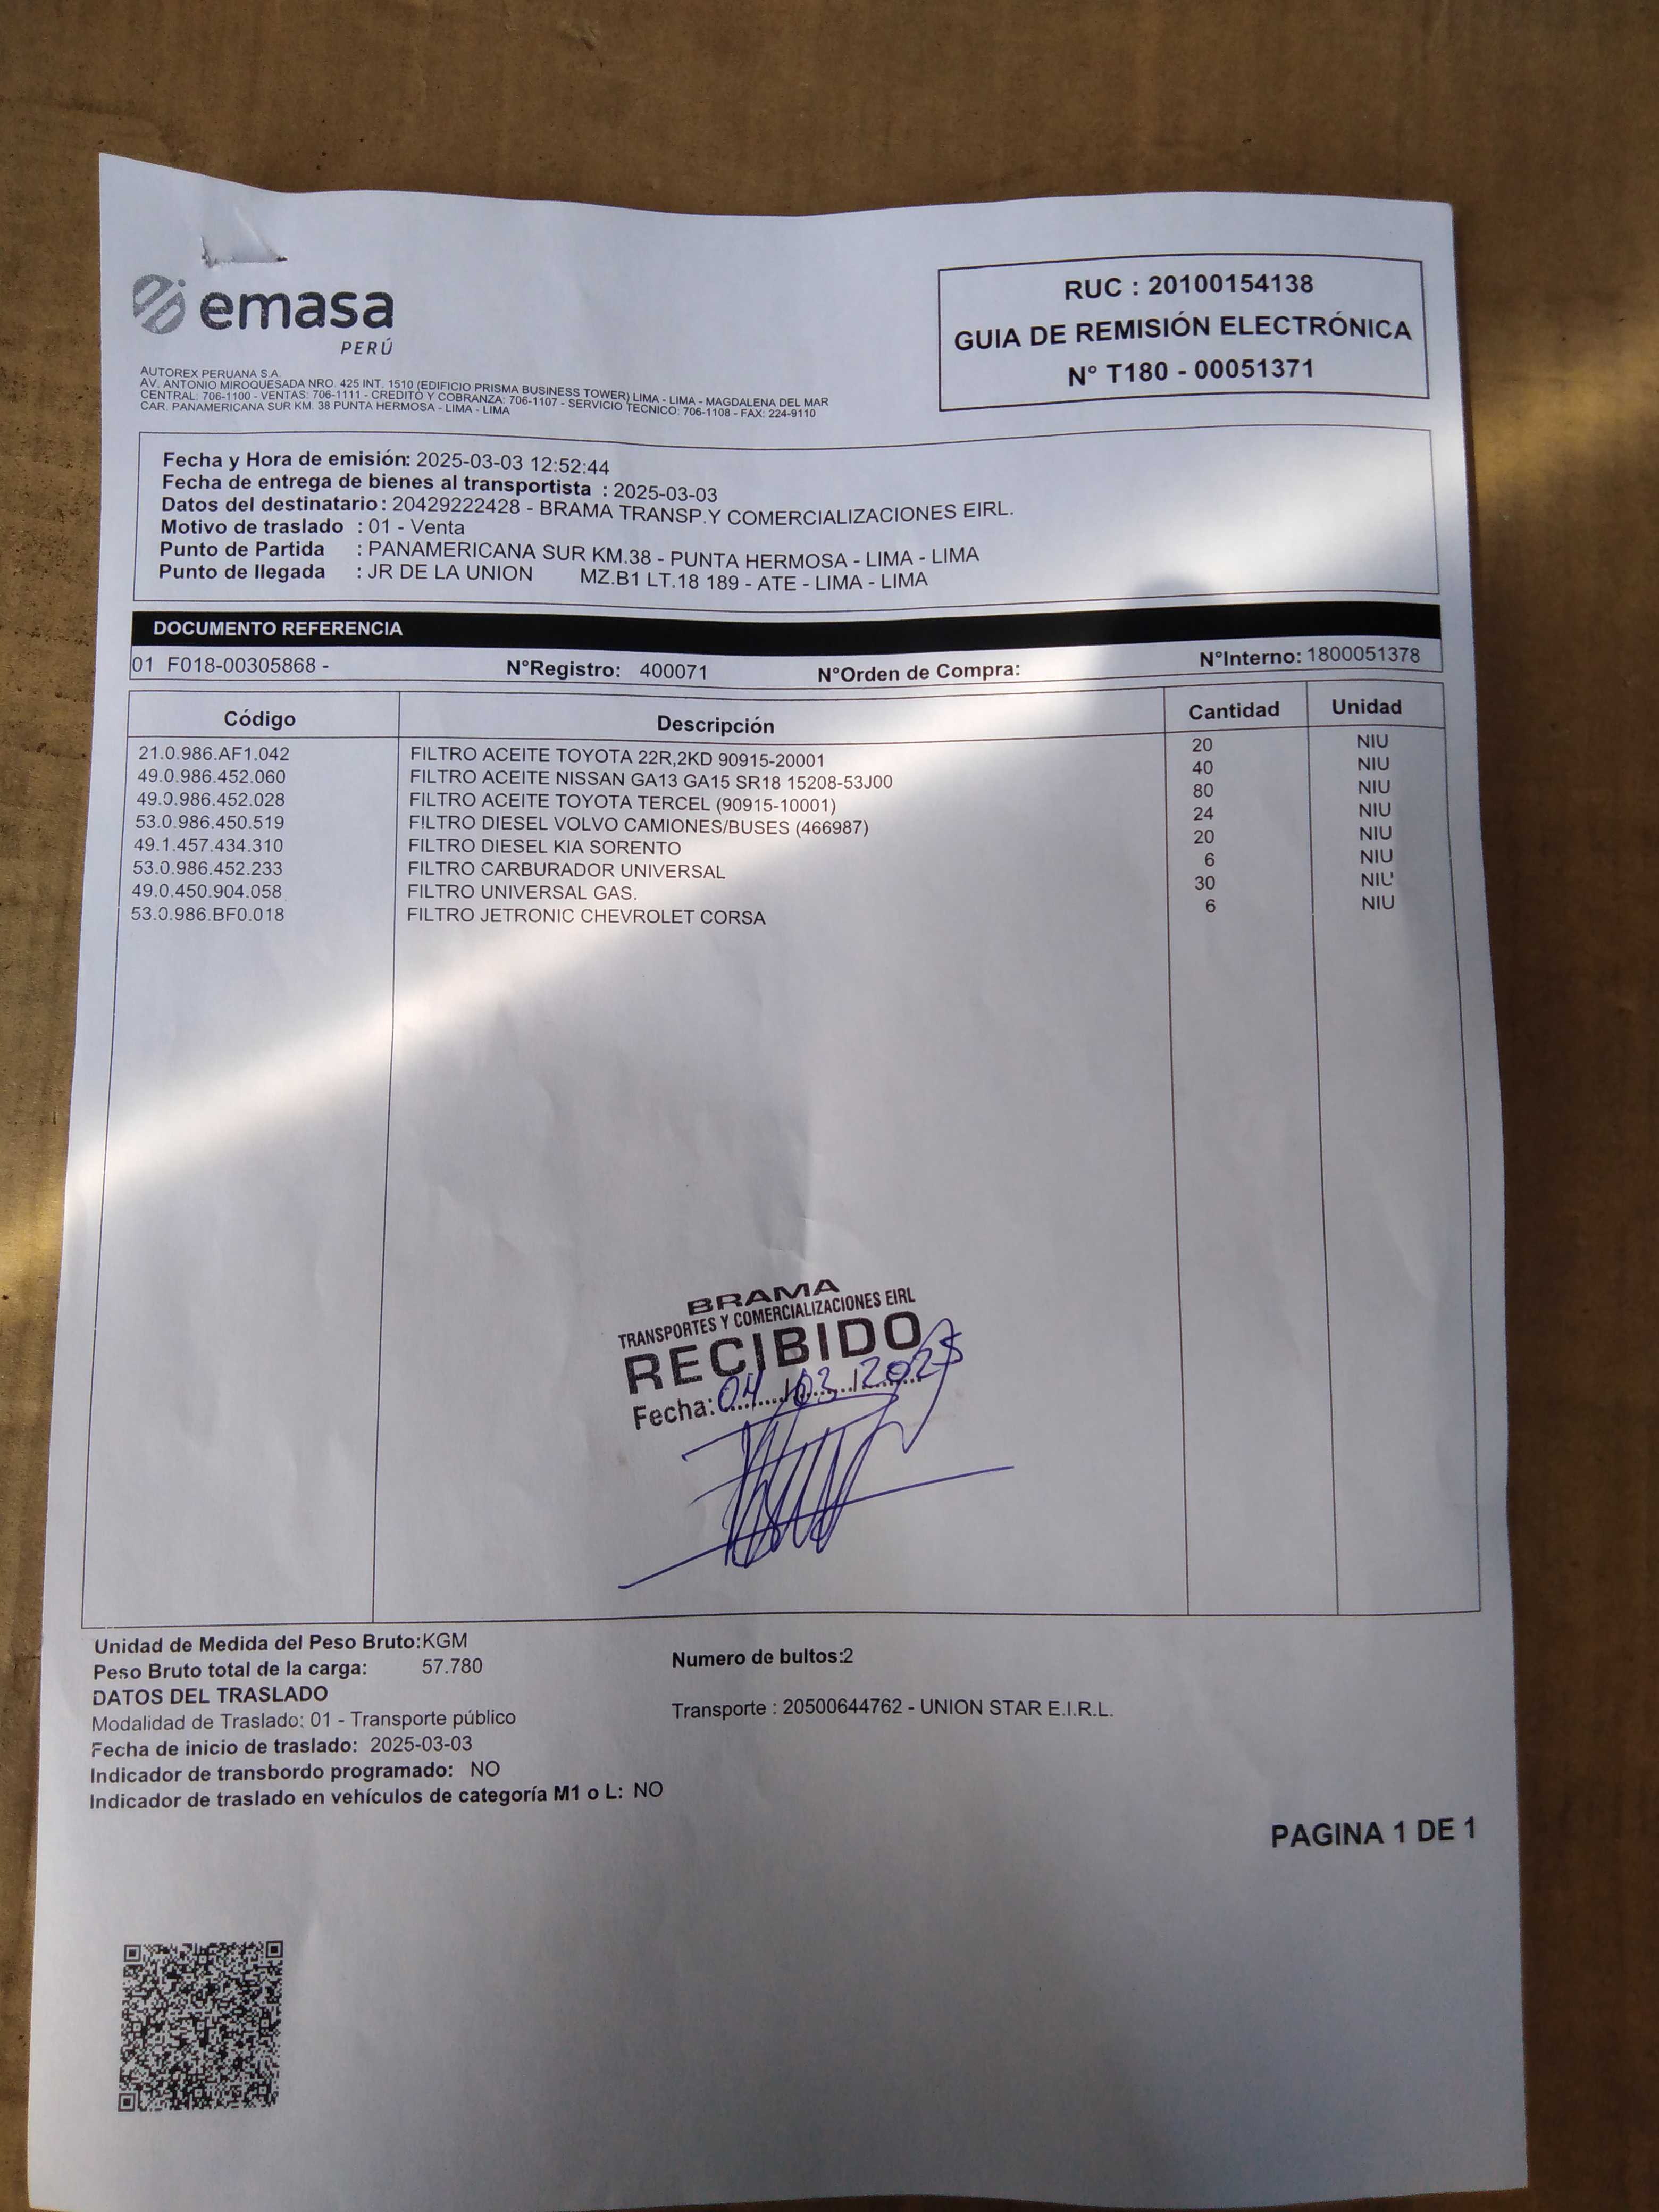 emasa
PERÚ
AUTOREX PERUANA S.A.
AV. ANTONIO MIROQUESADA NRO. 425 INT. 1510 (EDIFICIO PRISMA BUSINESS TOWER) LIMA - LIMA - MAGDALENA DEL MAR
CENTRAL: 706-1100 - VENTAS: 706-1111 - CREDITO Y COBRANZA: 706-1107 - SERVICIO TECNICO: 706-1108 - FAX: 224-9110
CAR. PANAMERICANA SUR KM. 38 PUNTA HERMOSA - LIMA - LIMA
RUC : 20100154138
GUIA DE REMISIÓN ELECTRÓNICA
N° T180 - 00051371
Fecha y Hora de emisión: 2025-03-03 12:52:44
Fecha de entrega de bienes al transportista : 2025-03-03
Datos del destinatario : 20429222428 - BRAMA TRANSP.Y COMERCIALIZACIONES EIRL.
Motivo de traslado : 01 - Venta
Punto de Partida : PANAMERICANA SUR KM.38 - PUNTA HERMOSA - LIMA - LIMA
Punto de llegada : JR DE LA UNION MZ.B1 LT.18 189 - ATE - LIMA - LIMA
DOCUMENTO REFERENCIA
01 F018-00305868 - N°Registro: 400071 N°Orden de Compra: N°Interno: 1800051378
Código Descripción Cantidad Unidad
21.0.986.AF1.042 FILTRO ACEITE TOYOTA 22R,2KD 90915-20001 20 NIU
49.0.986.452.060 FILTRO ACEITE NISSAN GA13 GA15 SR18 15208-53J00 40 NIU
49.0.986.452.028 FILTRO ACEITE TOYOTA TERCEL (90915-10001) 80 NIU
53.0.986.450.519 FILTRO DIESEL VOLVO CAMIONES/BUSES (466987) 24 NIU
49.1.457.434.310 FILTRO DIESEL KIA SORENTO 20 NIU
53.0.986.452.233 FILTRO CARBURADOR UNIVERSAL 6 NIU
49.0.450.904.058 FILTRO UNIVERSAL GAS. 30 NIU
53.0.986.BF0.018 FILTRO JETRONIC CHEVROLET CORSA 6 NIU
BRAMA
TRANSPORTES Y COMERCIALIZACIONES EIRL
RECIBIDO
Fecha: 04/03/2025
Unidad de Medida del Peso Bruto:KGM
Peso Bruto total de la carga: 57.780 Numero de bultos:2
DATOS DEL TRASLADO
Modalidad de Traslado: 01 - Transporte público Transporte : 20500644762 - UNION STAR E.I.R.L.
Fecha de inicio de traslado: 2025-03-03
Indicador de transbordo programado: NO
Indicador de traslado en vehículos de categoría M1 o L: NO
PAGINA 1 DE 1